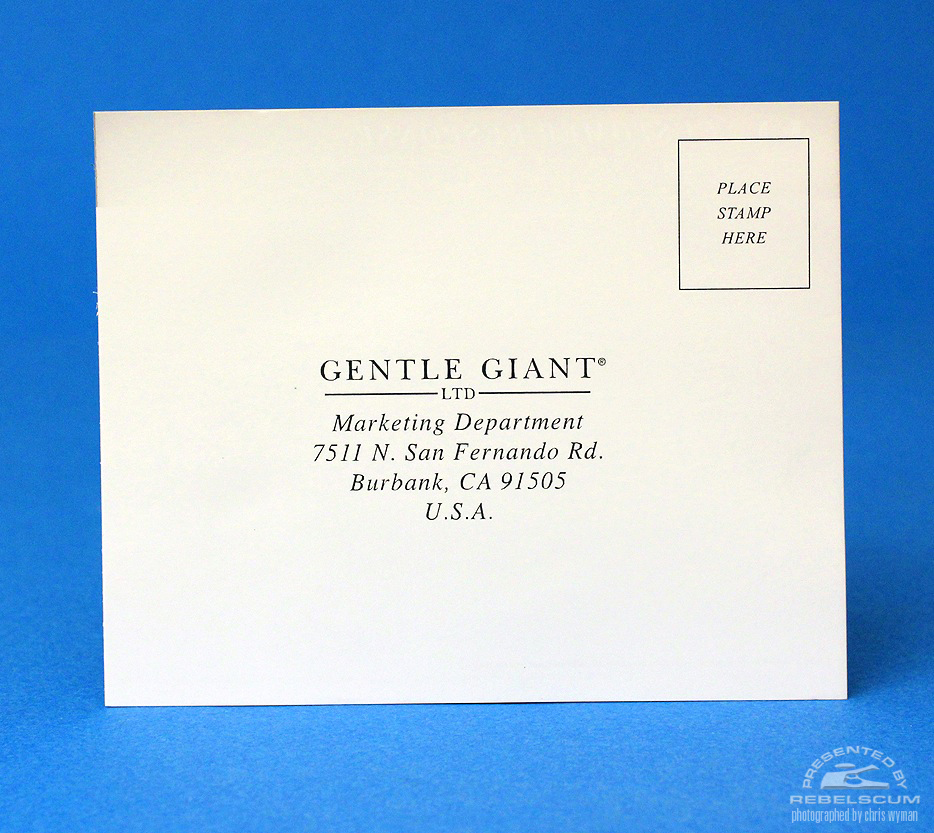 PLACE
STAMP
HERE
GENTLE GIANT®
LTD
Marketing Department
7511 N. San Fernando Rd.
Burbank, CA 91505
U.S.A.
PRESENTED BY
REBELSCUM
photographed by chris wyman